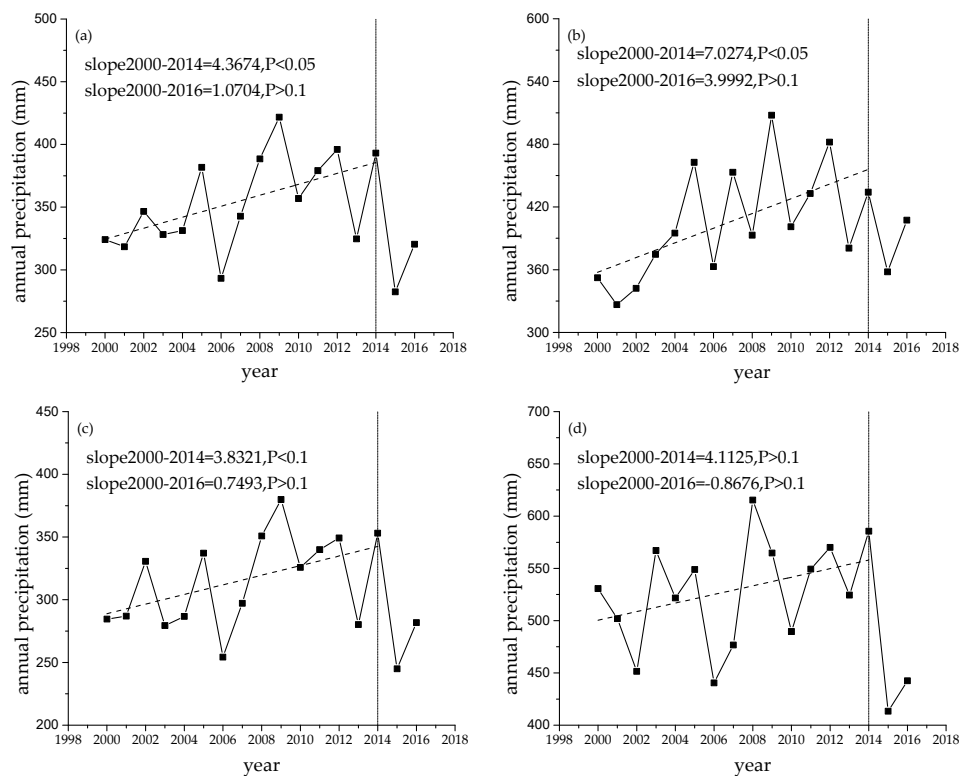 (a)
slope2000-2014=4.3674,P<0.05
slope2000-2016=1.0704,P>0.1
annual precipitation (mm)
500
450
400
350
300
250
1998 2000 2002 2004 2006 2008 2010 2012 2014 2016 2018
year
(b)
slope2000-2014=7.0274,P<0.05
slope2000-2016=3.9992,P>0.1
annual precipitation (mm)
600
540
480
420
360
300
1998 2000 2002 2004 2006 2008 2010 2012 2014 2016 2018
year
(c)
slope2000-2014=3.8321,P<0.1
slope2000-2016=0.7493,P>0.1
annual precipitation (mm)
450
400
350
300
250
200
1998 2000 2002 2004 2006 2008 2010 2012 2014 2016 2018
year
(d)
slope2000-2014=4.1125,P>0.1
slope2000-2016=-0.8676,P>0.1
annual precipitation (mm)
700
675
650
625
600
550
500
450
400
1998 2000 2002 2004 2006 2008 2010 2012 2014 2016 2018
year